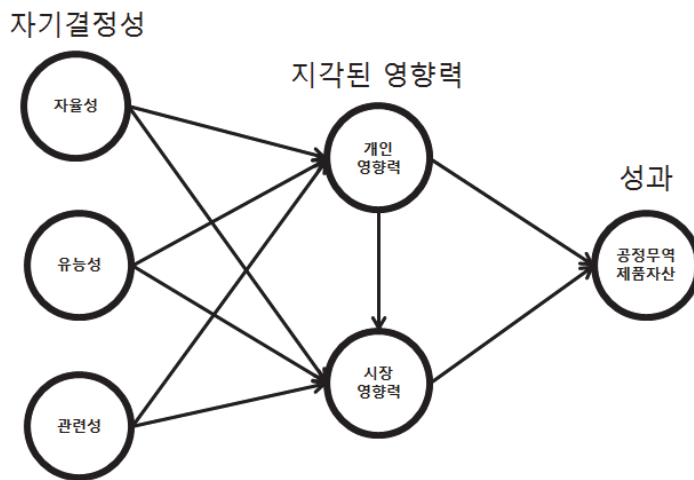 자기결정성
자율성
유능성
관련성
지각된 영향력
개인
영향력
시장
영향력
성과
공정무역
제품자산